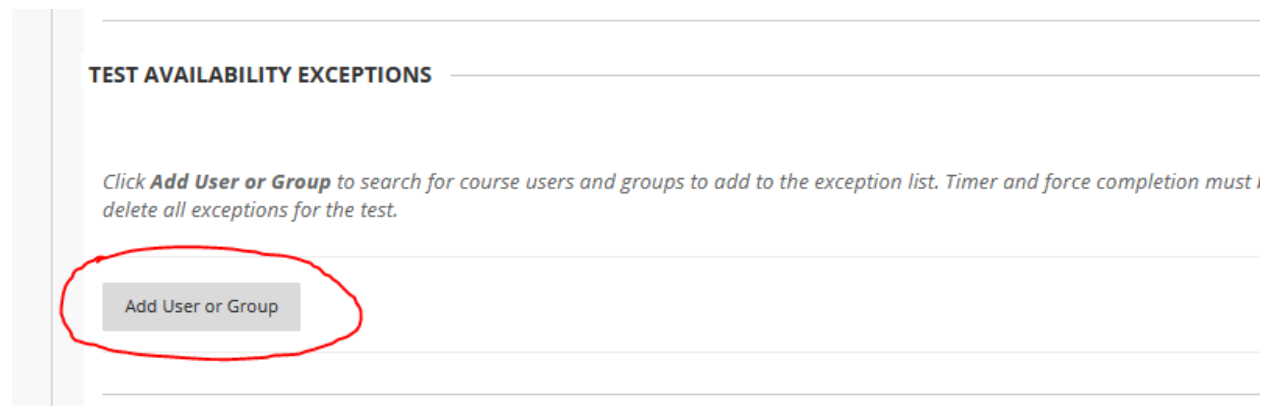 TEST AVAILABILITY EXCEPTIONS
Click Add User or Group to search for course users and groups to add to the exception list. Timer and force completion must
delete all exceptions for the test.
Add User or Group